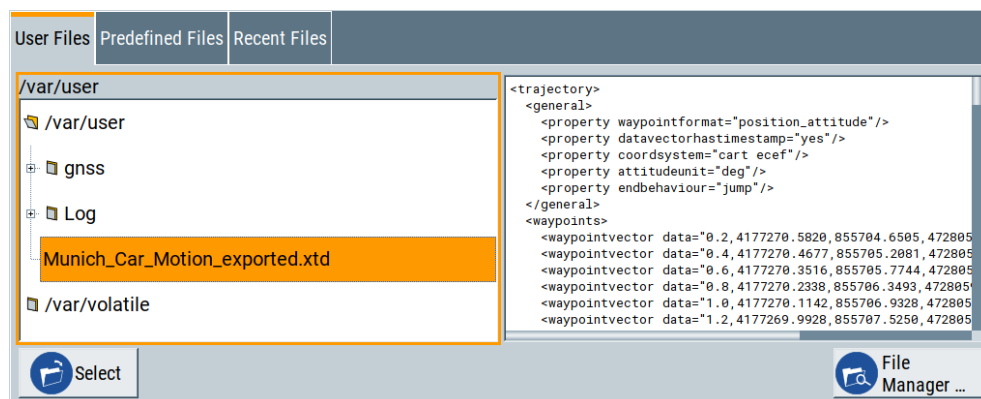 User Files Predefined Files Recent Files
/var/user
/var/user
gnss
Log
Munich_Car_Motion_exported.xtd
/var/volatile
<trajectory>
<general>
<property waypointformat="position_attitude"/>
<property datavectorhastimestamp="yes"/>
<property coordsystem="cart ecef"/>
<property attitudeunit="deg"/>
<property endbehaviour="jump"/>
</general>
<waypoints>
<waypointvector data="0.2,4177270.5820,855704.6505,472805
<waypointvector data="0.4,4177270.4677,855705.2081,472805
<waypointvector data="0.6,4177270.3516,855705.7744,472805
<waypointvector data="0.8,4177270.2338,855706.3493,472805
<waypointvector data="1.0,4177270.1142,855706.9328,472805
<waypointvector data="1.2,4177269.9928,855707.5250,472805
Select
File
Manager ...